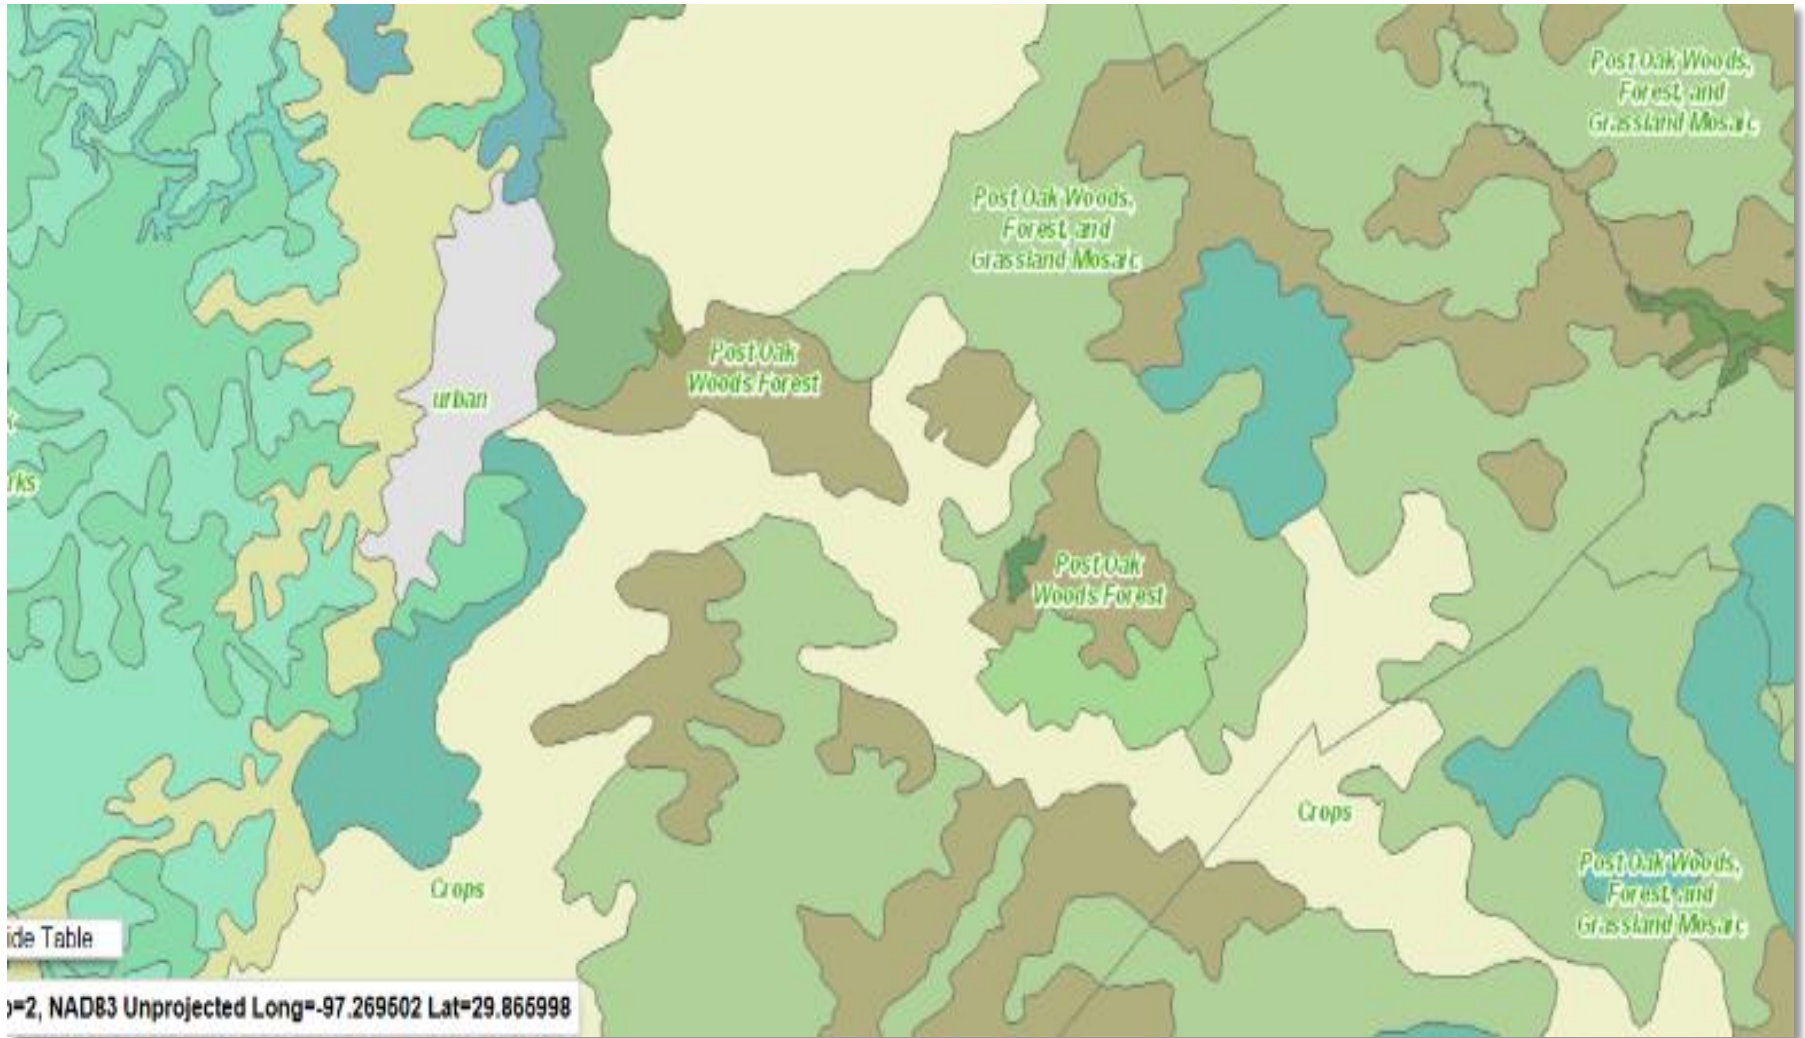 Post Oak Woods,
Forest, and
Grassland Mosaic
Post Oak Woods,
Forest, and
Grassland Mosaic
Post Oak
Woods Forest
urban
rks
Post Oak
Woods Forest
Crops
Post Oak Woods,
Forest, and
Grassland Mosaic
Crops
ide Table
=2, NAD83 Unprojected Long=-97.269502 Lat=29.865998